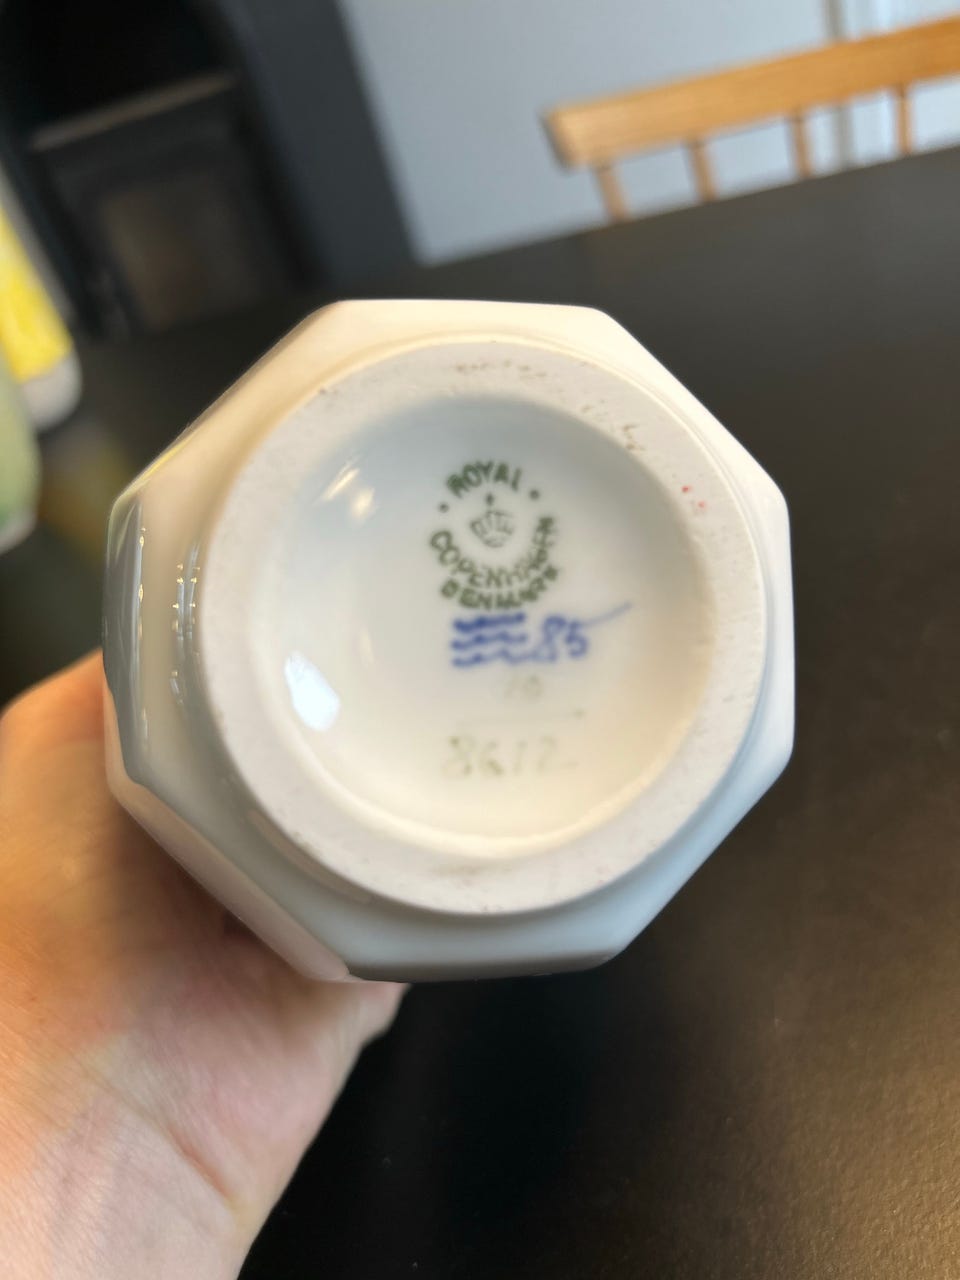 ROYAL
COPENHAGEN
DENMARK
85
8612